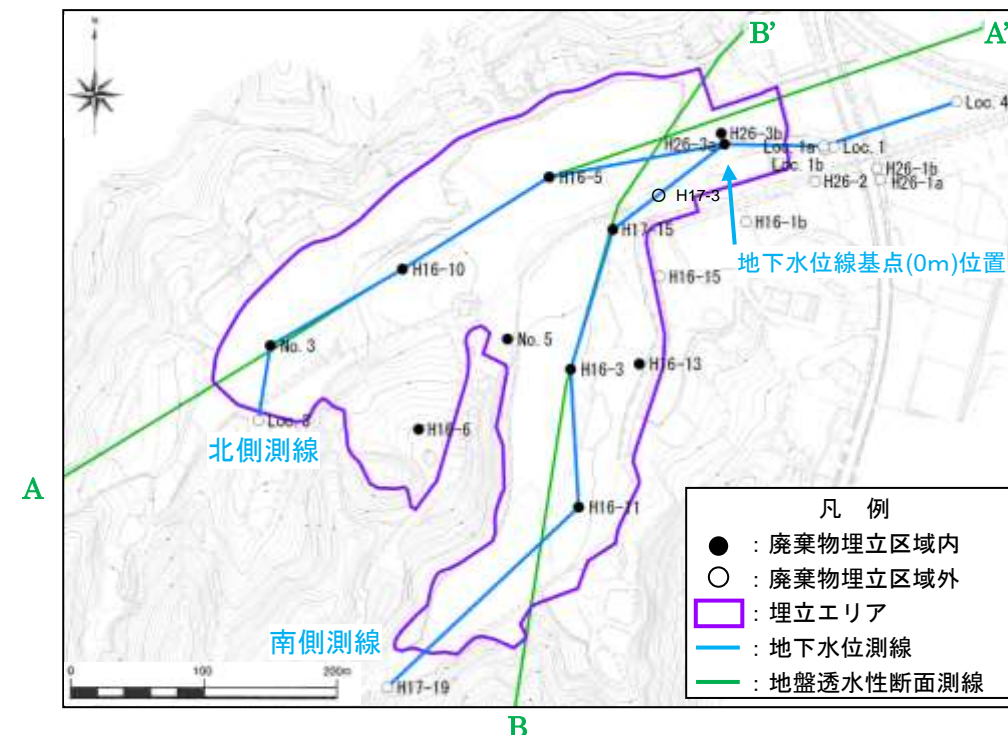 B'
A'
Loc. 4
H26-3b
H26-3a
Loc. 1a
Loc. 1
Loc. 1b
H26-1b
H26-2
H26-1a
H16-5
H17-3
H16-1b
H17-15
地下水位線基点(0m)位置
H16-10
H16-15
No. 3
No. 5
H16-3
H16-13
Loc. 3
H16-6
北側測線
A
H16-11
凡 例
● : 廃棄物埋立区域内
○ : 廃棄物埋立区域外
: 埋立エリア
: 地下水位測線
: 地盤透水性断面測線
南側測線
0 100 200m
H17-19
B